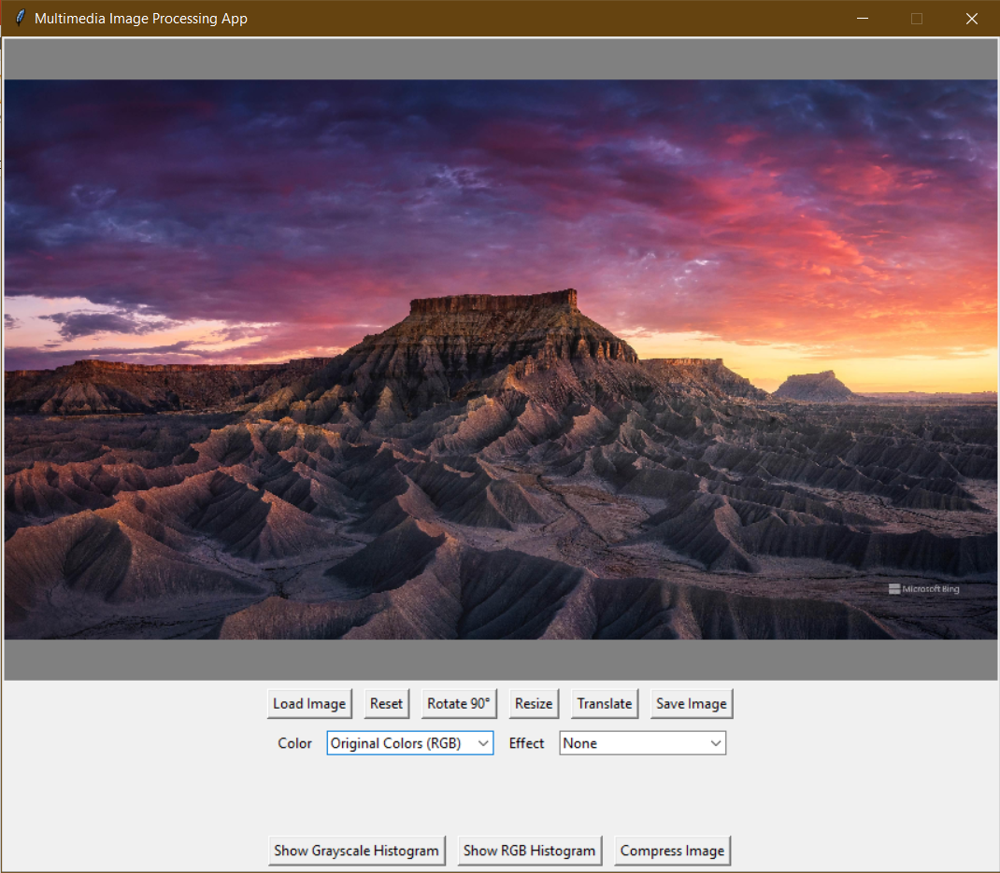 Multimedia Image Processing App
Microsoft Bing
Load Image Reset Rotate 90° Resize Translate Save Image
Color Original Colors (RGB) Effect None
Show Grayscale Histogram Show RGB Histogram Compress Image